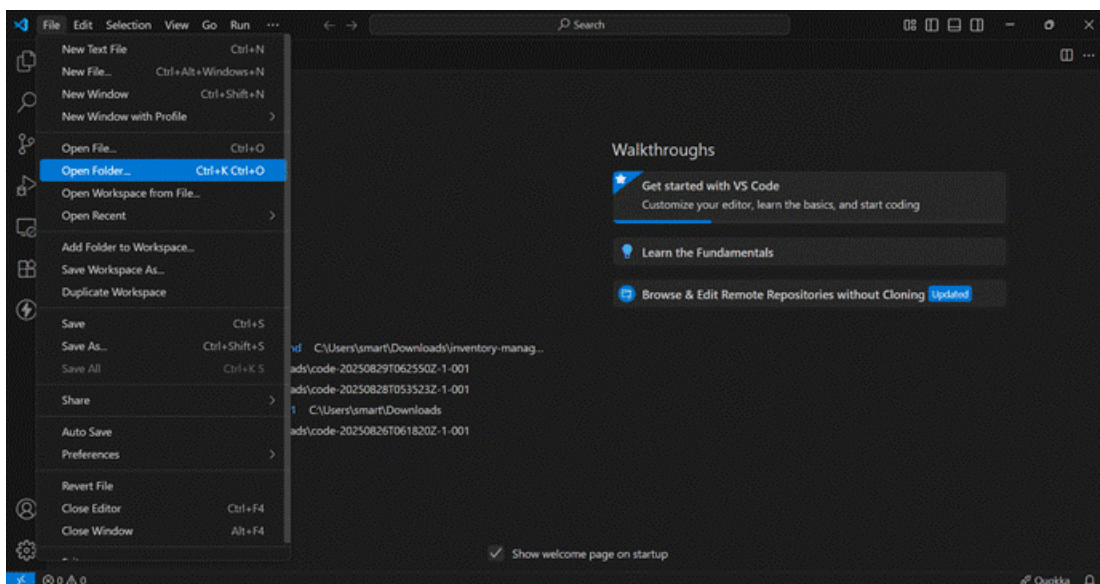 File Edit Selection View Go Run ··· Search
New Text File Ctrl+N
New File... Ctrl+Alt+Windows+N
New Window Ctrl+Shift+N
New Window with Profile
Open File... Ctrl+O
Open Folder... Ctrl+K Ctrl+O
Open Workspace from File...
Open Recent
Add Folder to Workspace...
Save Workspace As...
Duplicate Workspace
Save Ctrl+S
Save As... Ctrl+Shift+S
Save All Ctrl+K S
Share
Auto Save
Preferences
Revert File
Close Editor Ctrl+F4
Close Window Alt+F4
Walkthroughs
Get started with VS Code
Customize your editor, learn the basics, and start coding
Learn the Fundamentals
Browse & Edit Remote Repositories without Cloning Updated
C:\Users\smart\Downloads\inventory-manag...
ads\code-20250829T062550Z-1-001
ads\code-20250828T053523Z-1-001
C:\Users\smart\Downloads
ads\code-20250826T061820Z-1-001
Show welcome page on startup
0 0 Quokka